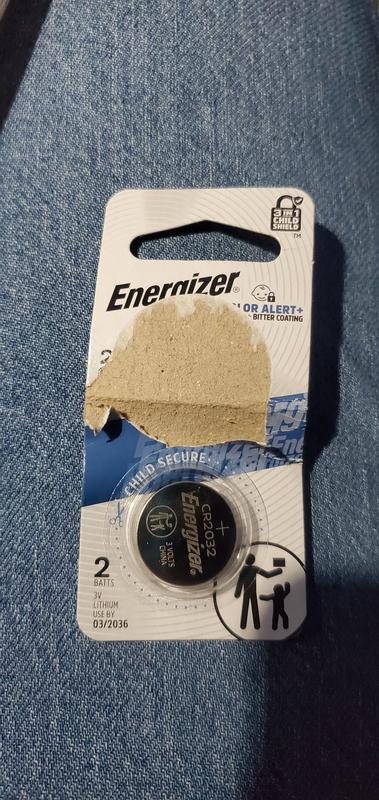 3 IN 1
CHILD
SHIELD
TM
Energizer®
OR ALERT+
BITTER COATING
CHILD SECURE
CR2032
Energizer
3 VOLTS
CHINA
2
BATTS
3V
LITHIUM
USE BY
03/2036